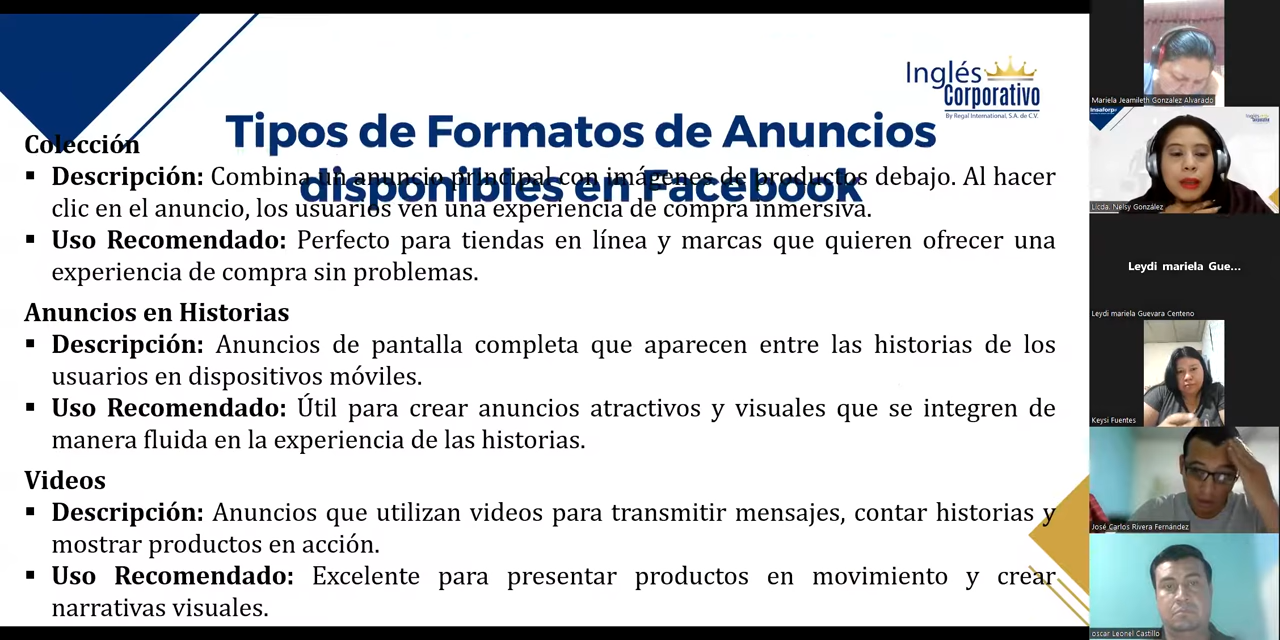 Inglés
Corporativo
By Regal International, S.A. de C.V.
Tipos de Formatos de Anuncios
disponibles en Facebook
Colección
▪ Descripción: Combina un anuncio principal con imágenes de productos debajo. Al hacer
clic en el anuncio, los usuarios ven una experiencia de compra inmersiva.
▪ Uso Recomendado: Perfecto para tiendas en línea y marcas que quieren ofrecer una
experiencia de compra sin problemas.
Anuncios en Historias
▪ Descripción: Anuncios de pantalla completa que aparecen entre las historias de los
usuarios en dispositivos móviles.
▪ Uso Recomendado: Útil para crear anuncios atractivos y visuales que se integren de
manera fluida en la experiencia de las historias.
Videos
▪ Descripción: Anuncios que utilizan videos para transmitir mensajes, contar historias y
mostrar productos en acción.
▪ Uso Recomendado: Excelente para presentar productos en movimiento y crear
narrativas visuales.
Mariela Jeamileth Gonzalez Alvarado
Insaforp
Inglés
Licda. Nelsy González
Leydi mariela Gue...
Leydi mariela Guevara Centeno
Keysi Fuentes
José Carlos Rivera Fernández
oscar Leonel Castillo